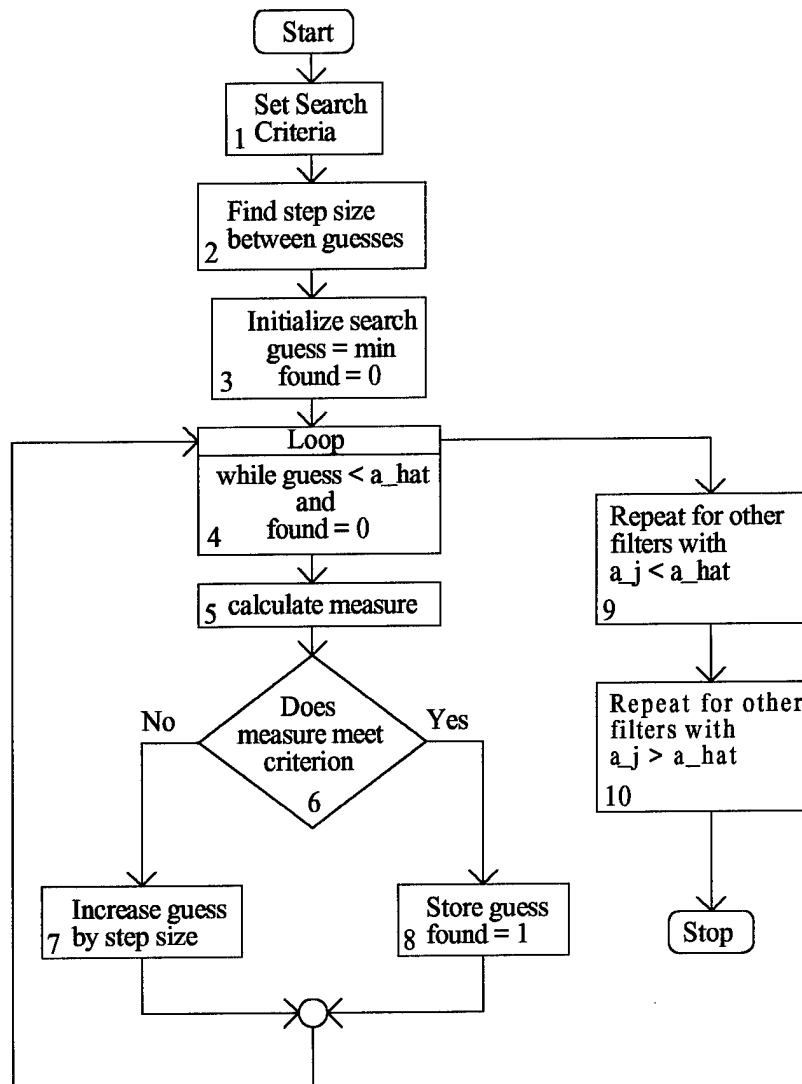 Start
Set Search
Criteria
1
Find step size
between guesses
2
Initialize search
guess = min
found = 0
3
Loop
while guess < a_hat
and
found = 0
4
5 calculate measure
Does
measure meet
criterion
6
No
Yes
Increase guess
7 by step size
Store guess
8 found = 1
Repeat for other
filters with
a_j < a_hat
9
Repeat for other
filters with
a_j > a_hat
10
Stop